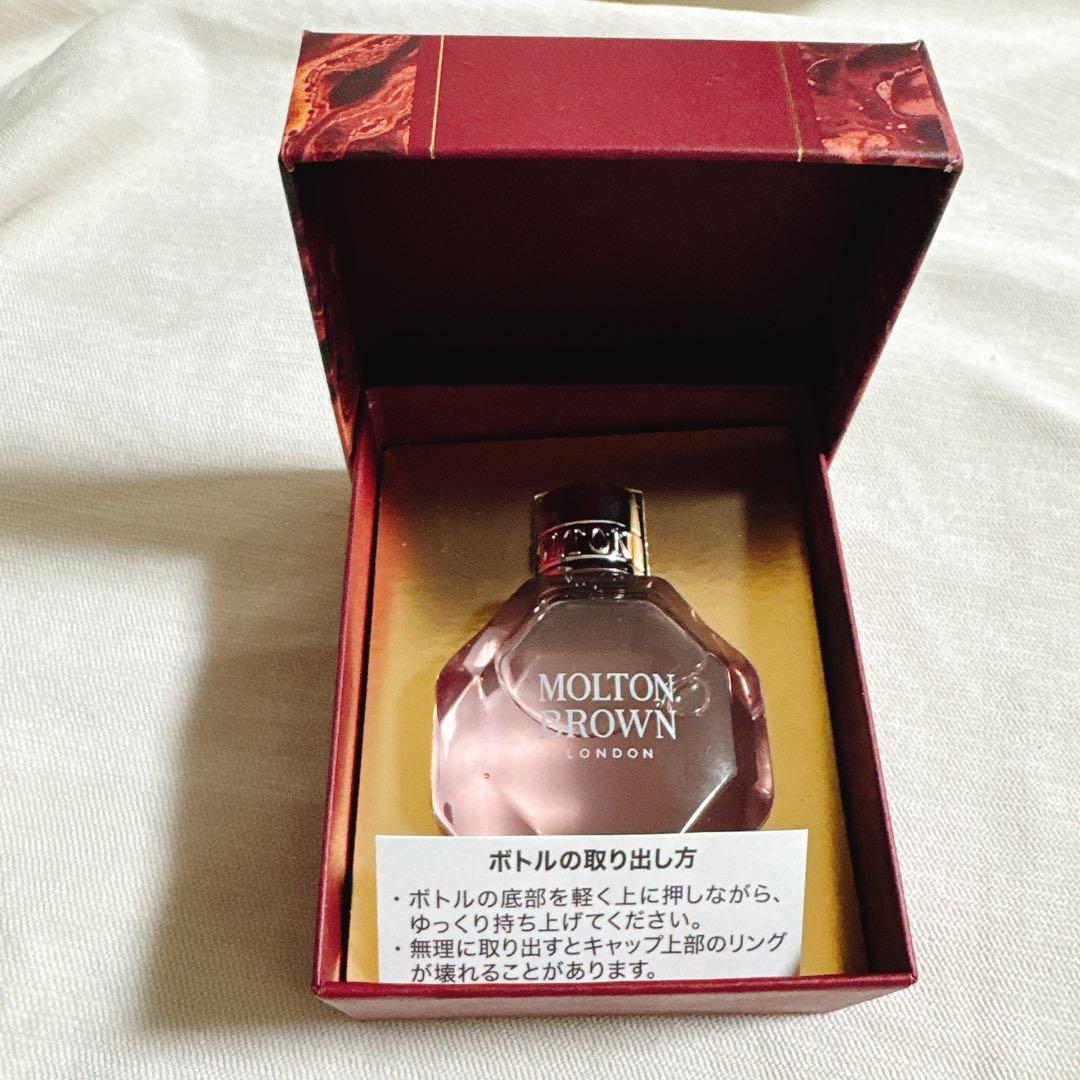 MOLTON
BROWN
LONDON
ボトルの取り出し方
・ボトルの底部を軽く上に押しながら、
ゆっくり持ち上げてください。
・無理に取り出すとキャップ上部のリング
が壊れることがあります。